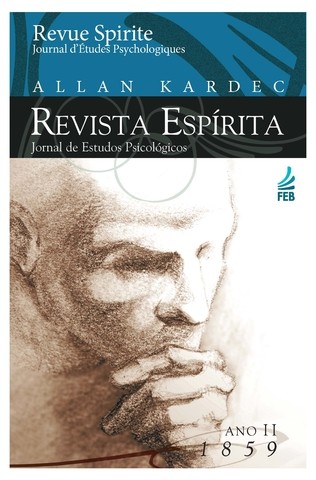 Revue Spirite
Journal d'Études Psychologiques
ALLAN KARDEC
REVISTA ESPÍRITA
Jornal de Estudos Psicológicos
FEB
ANO II
1859